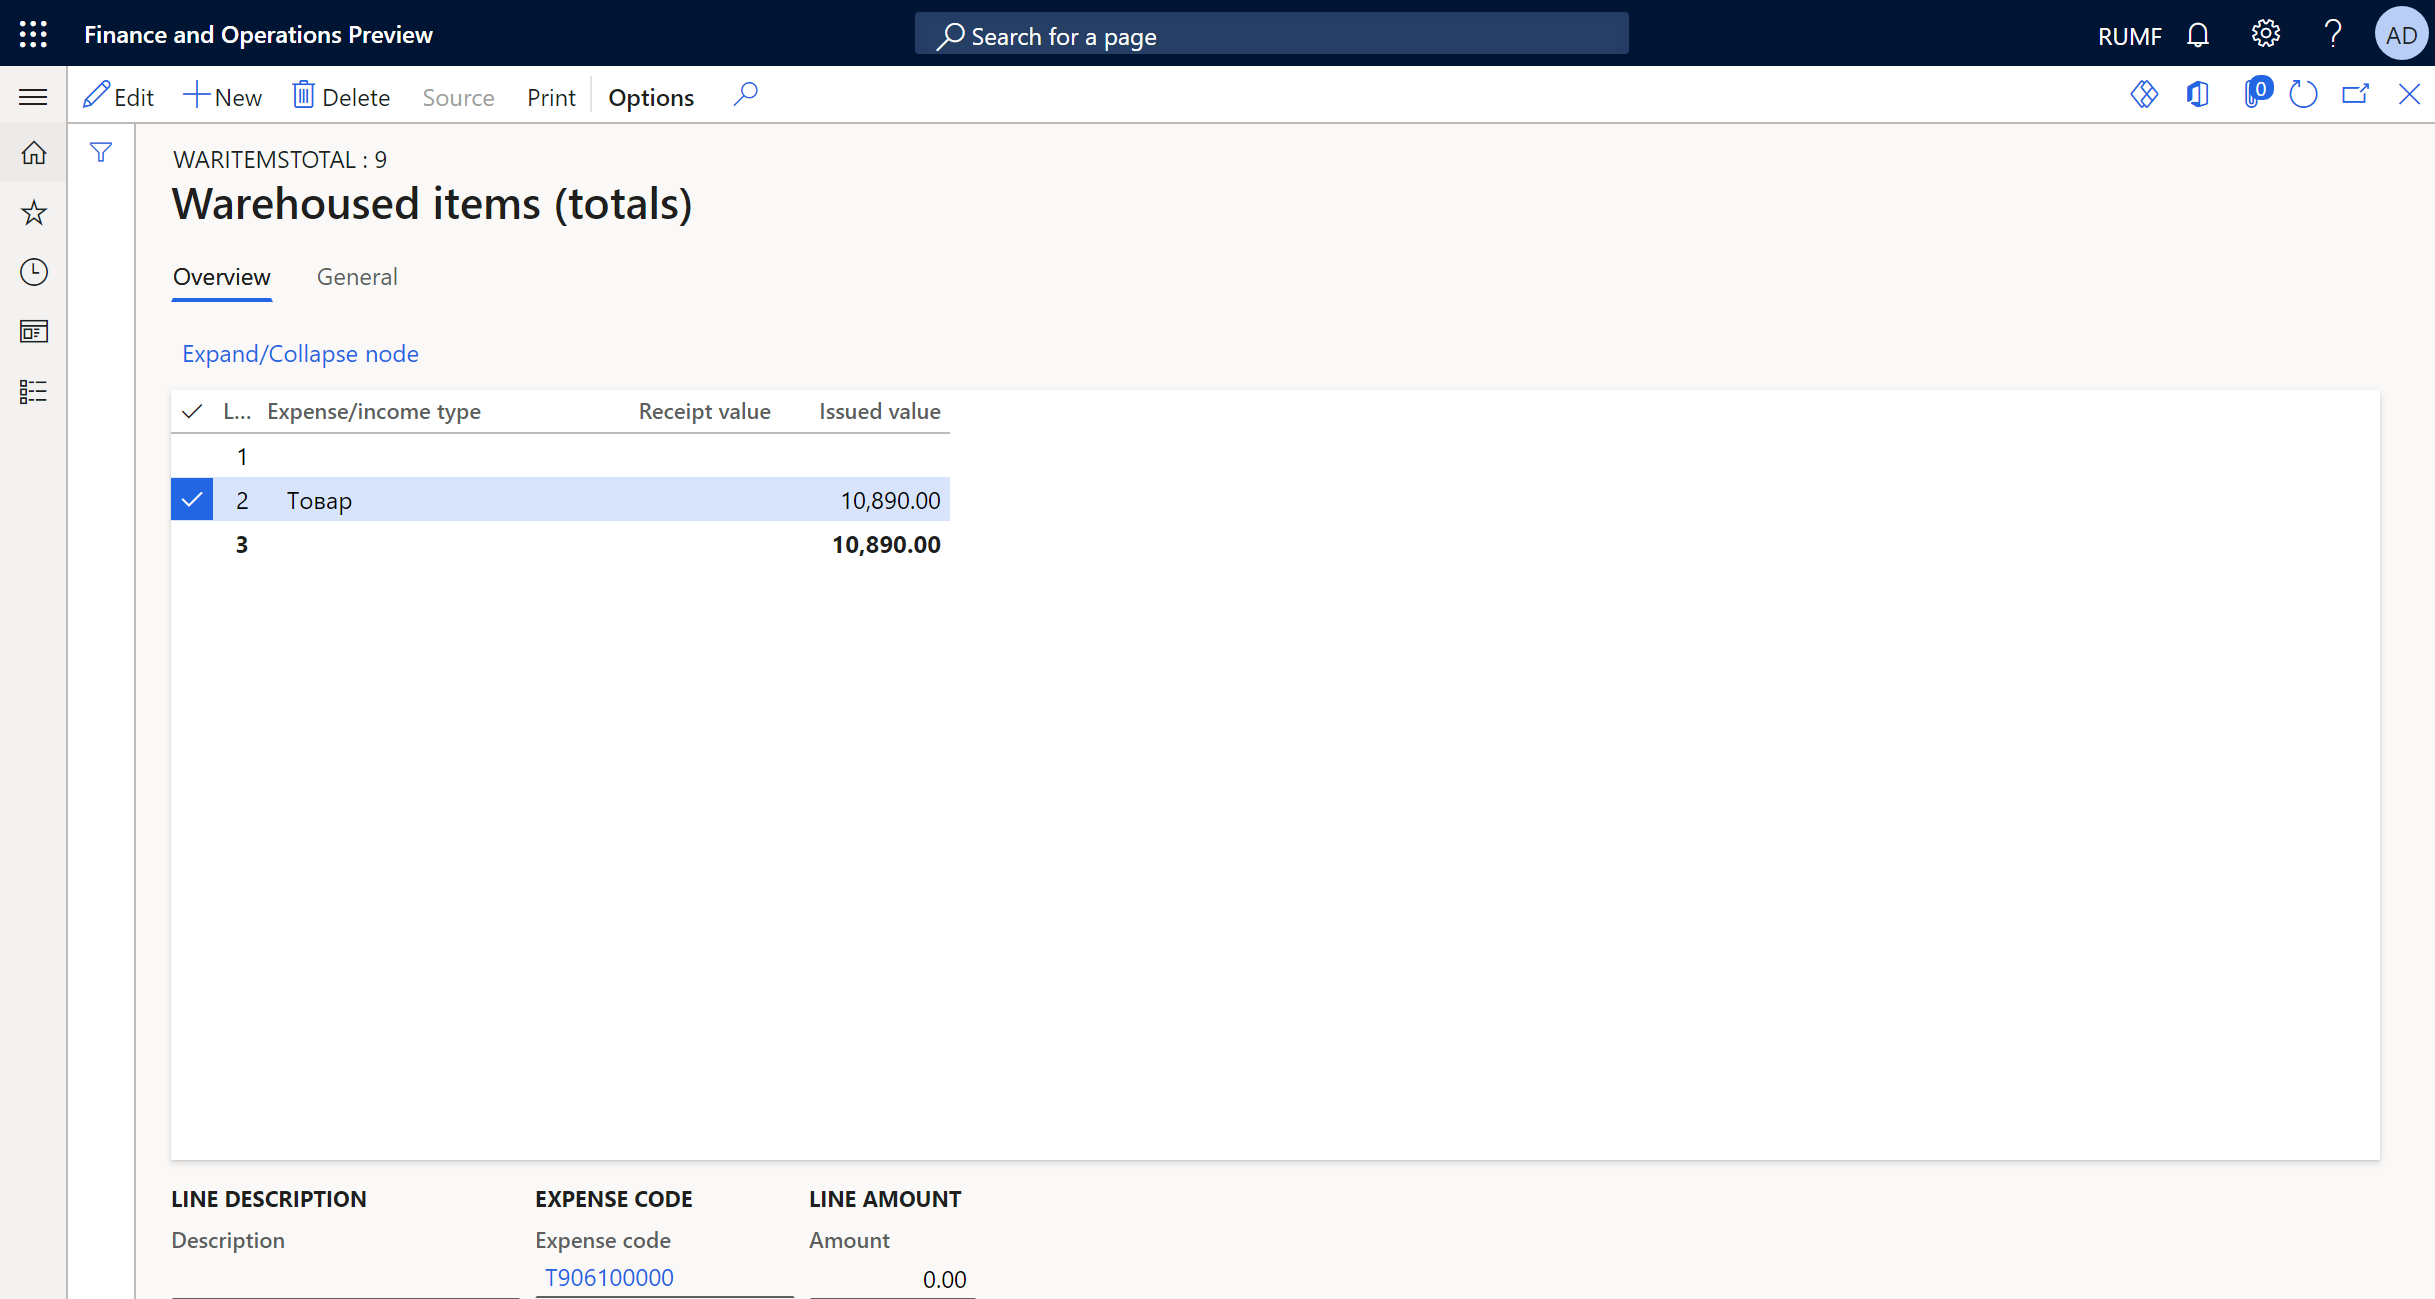 Finance and Operations Preview
Search for a page
RUMF
AD
Edit
New
Delete
Source
Print
Options
0
WARITEMSTOTAL : 9
Warehoused items (totals)
Overview
General
Expand/Collapse node
L... Expense/income type Receipt value Issued value
1
2 Товар 10,890.00
3 10,890.00
LINE DESCRIPTION
Description
EXPENSE CODE
Expense code
T906100000
LINE AMOUNT
Amount
0.00